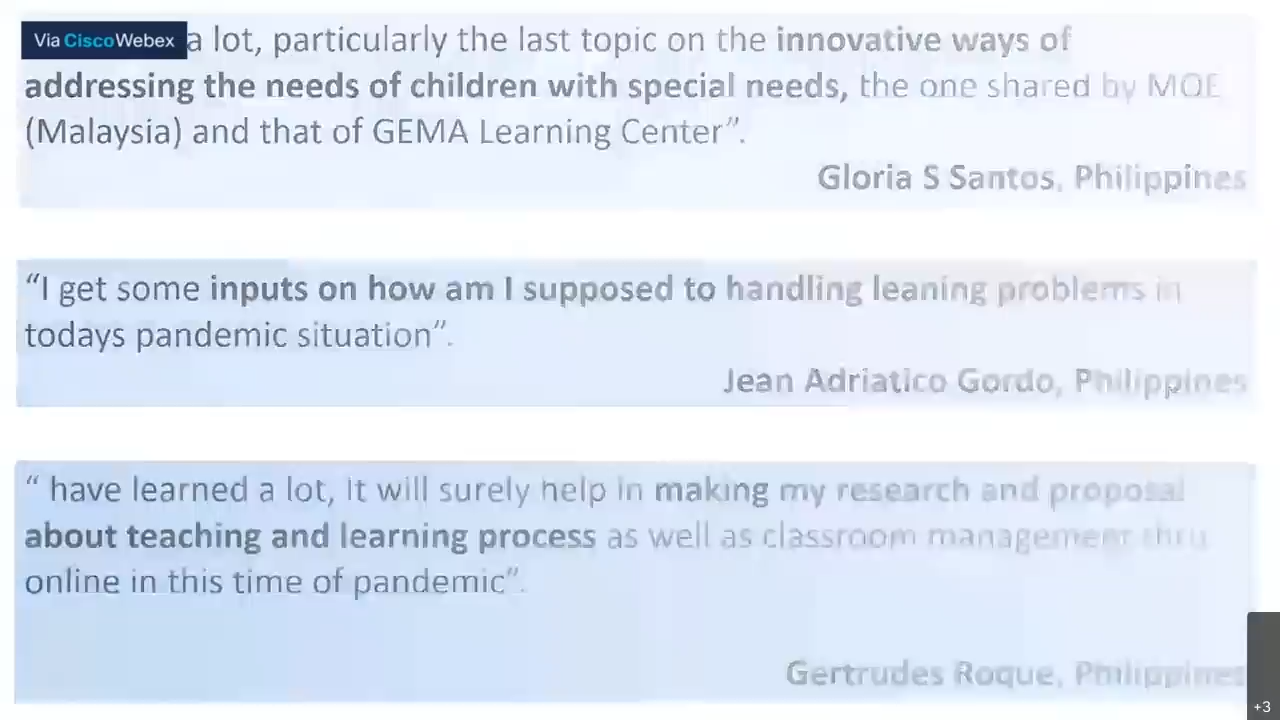 Via CiscoWebex a lot, particularly the last topic on the innovative ways of
addressing the needs of children with special needs, the one shared by MOE
(Malaysia) and that of GEMA Learning Center”.
Gloria S Santos, Philippines
“I get some inputs on how am I supposed to handling leaning problems in
todays pandemic situation”.
Jean Adriatico Gordo, Philippines
“ have learned a lot, It will surely help in making my research and proposal
about teaching and learning process as well as classroom management thru
online in this time of pandemic”.
Gertrudes Roque, Philippines
+3